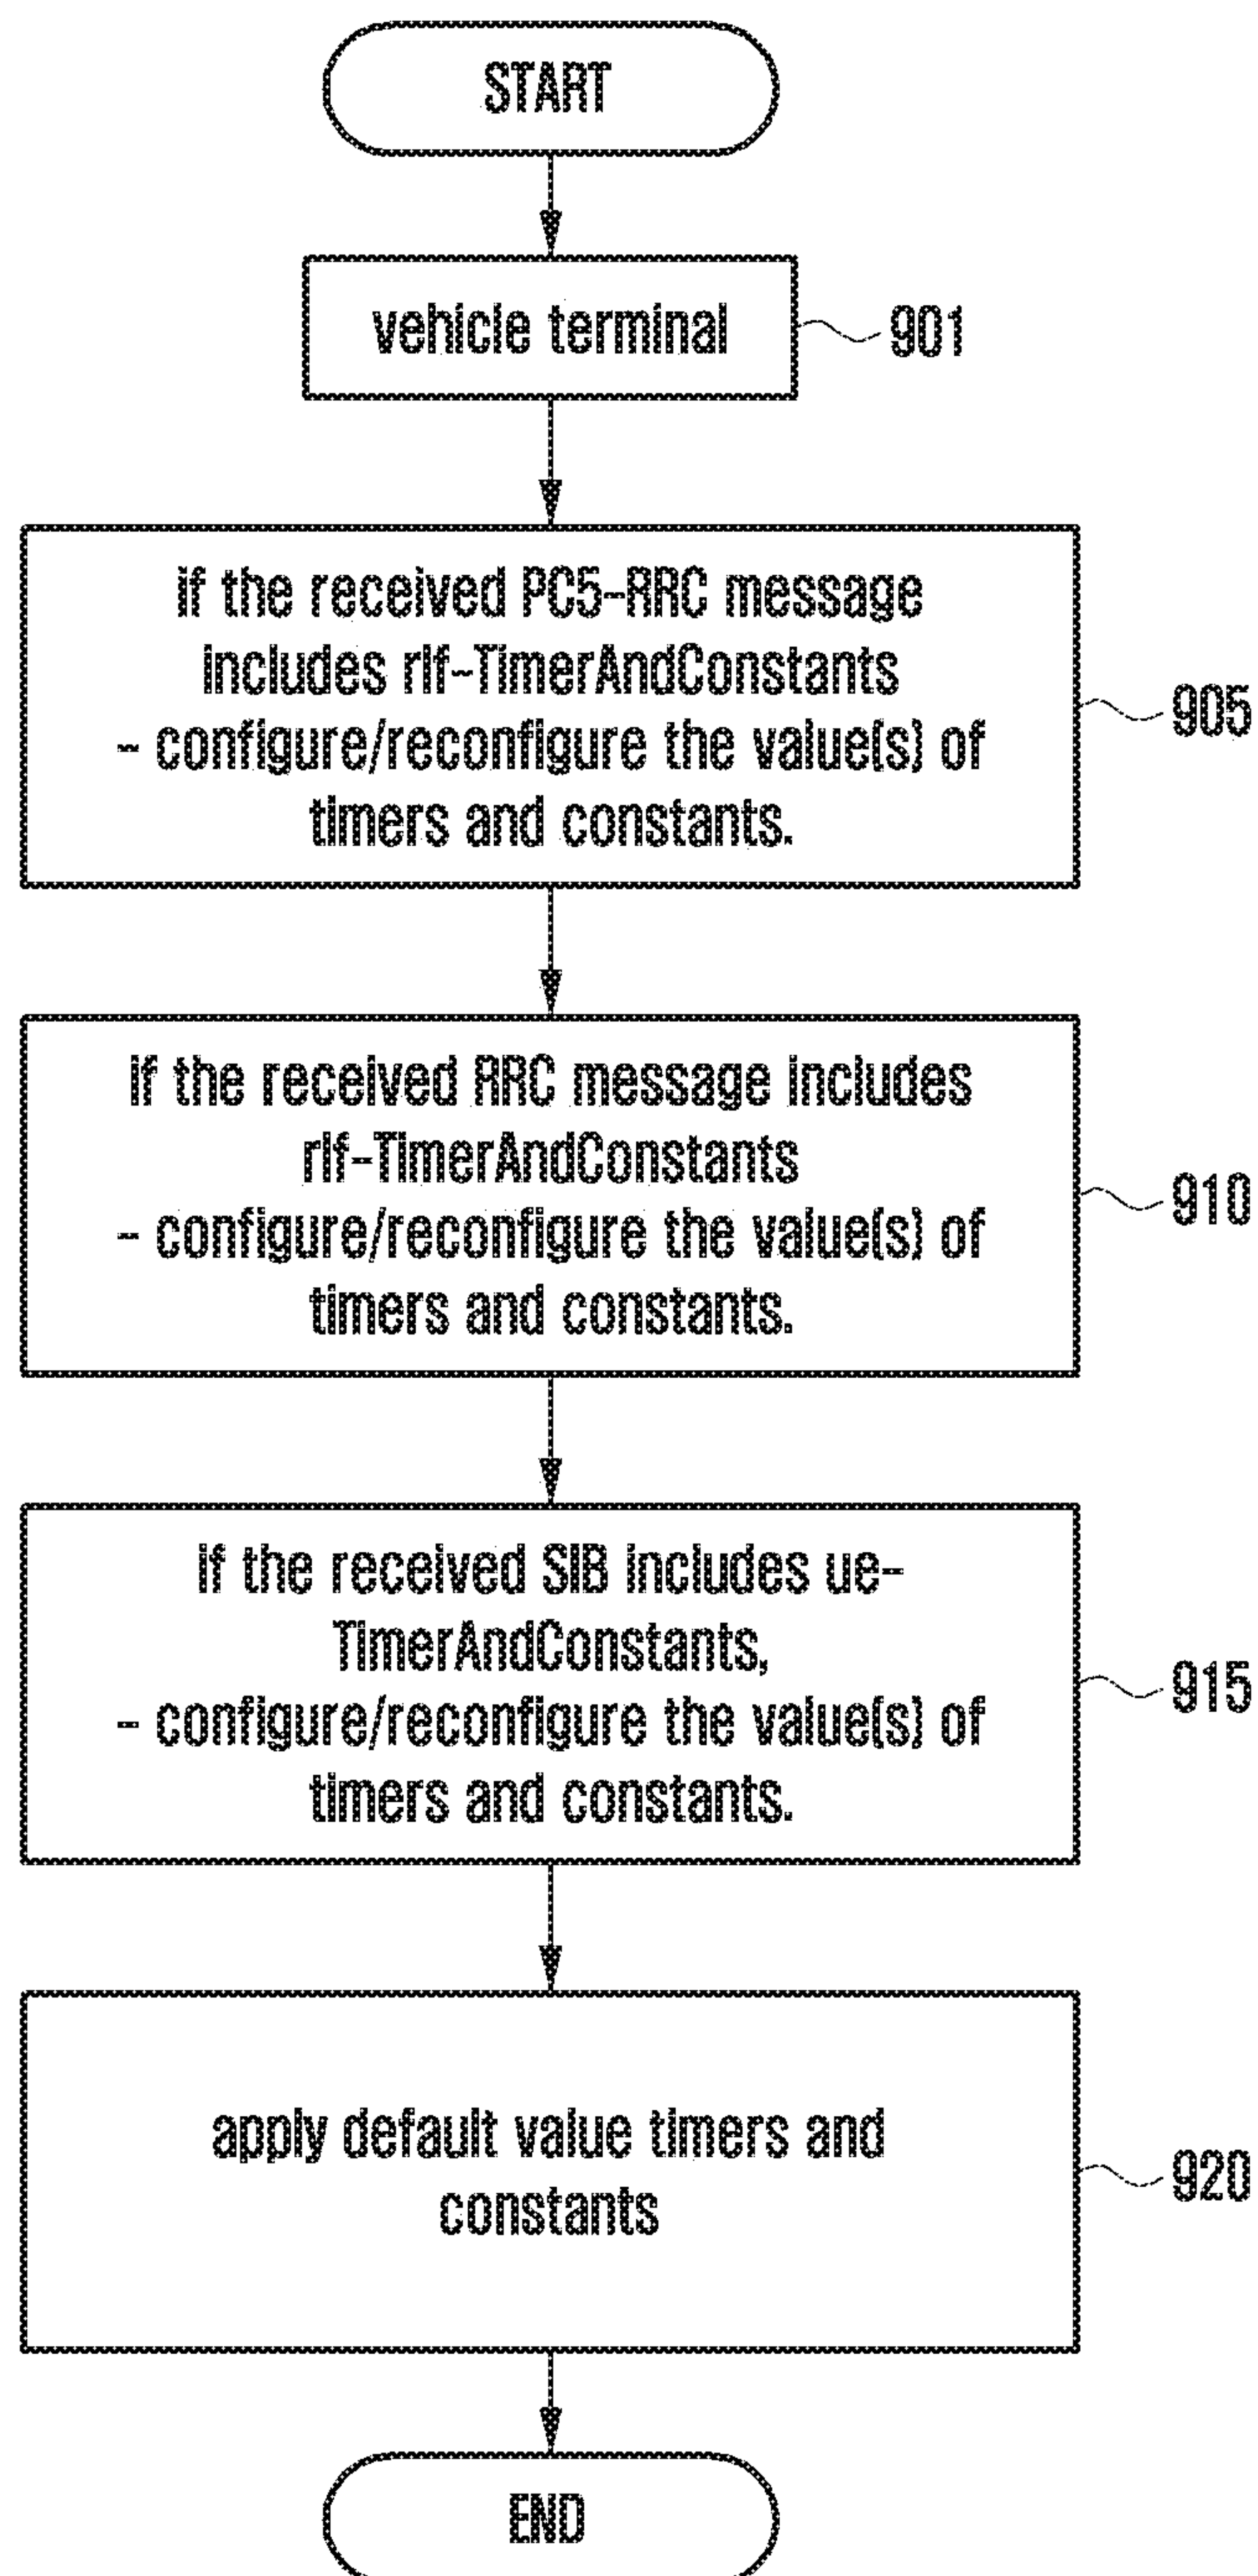 START
vehicle terminal
901
if the received PC5-RRC message
includes rlf-TimerAndConstants
- configure/reconfigure the value(s) of
timers and constants.
905
if the received RRC message includes
rlf-TimerAndConstants
- configure/reconfigure the value(s) of
timers and constants.
910
if the received SIB includes ue-
TimerAndConstants,
- configure/reconfigure the value(s) of
timers and constants.
915
apply default value timers and
constants
920
END